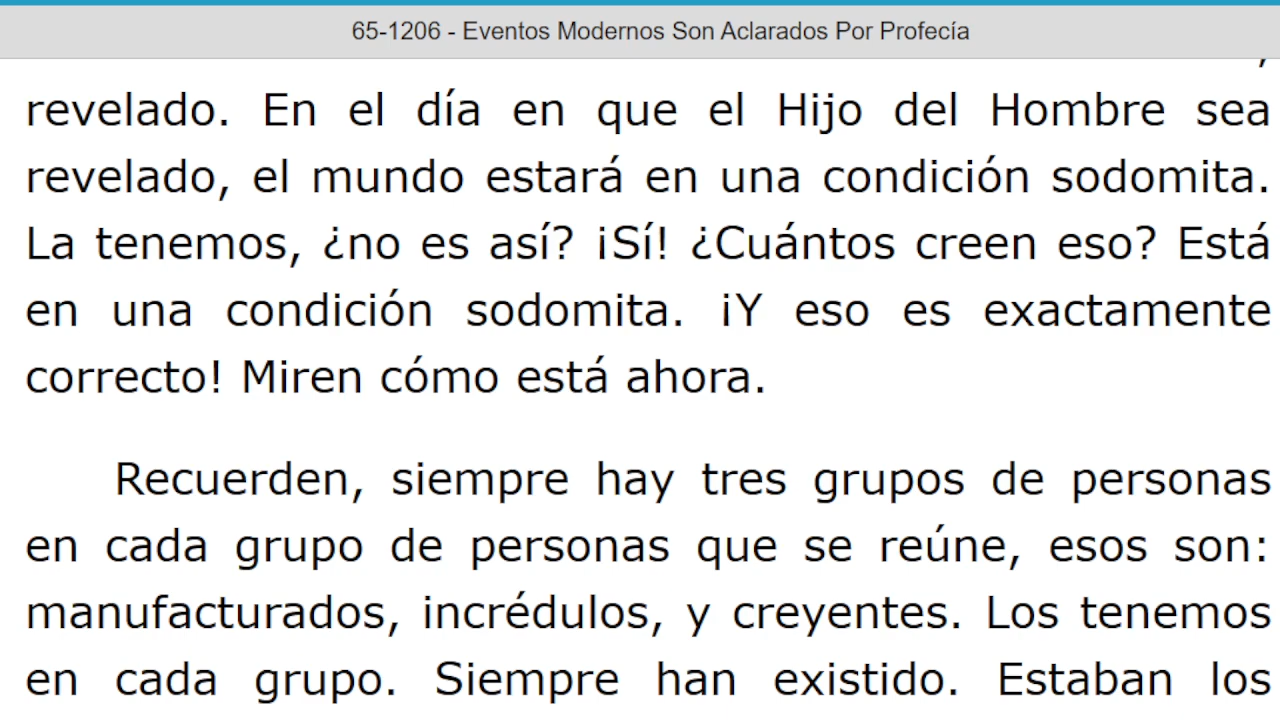 65-1206 - Eventos Modernos Son Aclarados Por Profecía
revelado. En el día en que el Hijo del Hombre sea
revelado, el mundo estará en una condición sodomita.
La tenemos, ¿no es así? ¡Sí! ¿Cuántos creen eso? Está
en una condición sodomita. ¡Y eso es exactamente
correcto! Miren cómo está ahora.
Recuerden, siempre hay tres grupos de personas
en cada grupo de personas que se reúne, esos son:
manufacturados, incrédulos, y creyentes. Los tenemos
en cada grupo. Siempre han existido. Estaban los